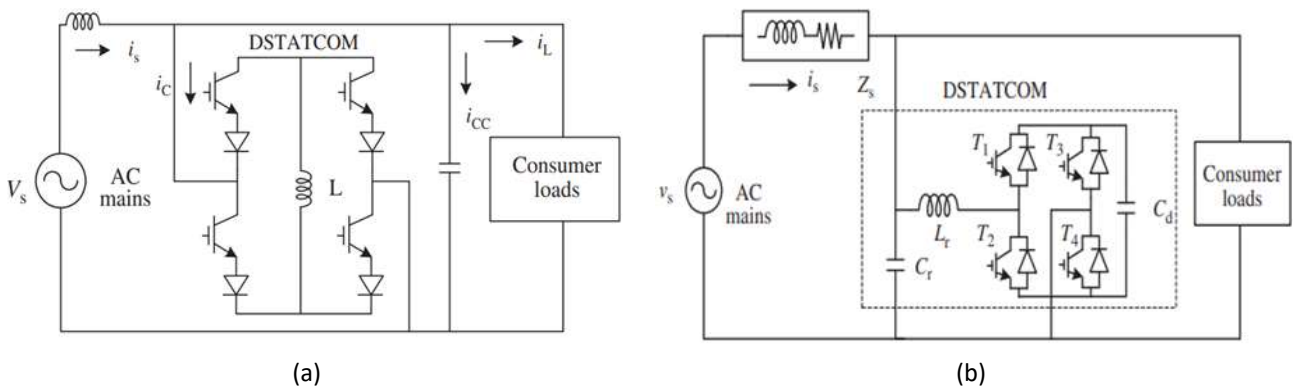 DSTATCOM
i_s
i_C
i_L
i_CC
V_s
AC
mains
L
Consumer
loads
(a)
i_s
Z_s
DSTATCOM
T_1
T_3
v_s
AC
mains
L_r
T_2
T_4
C_d
C_r
Consumer
loads
(b)